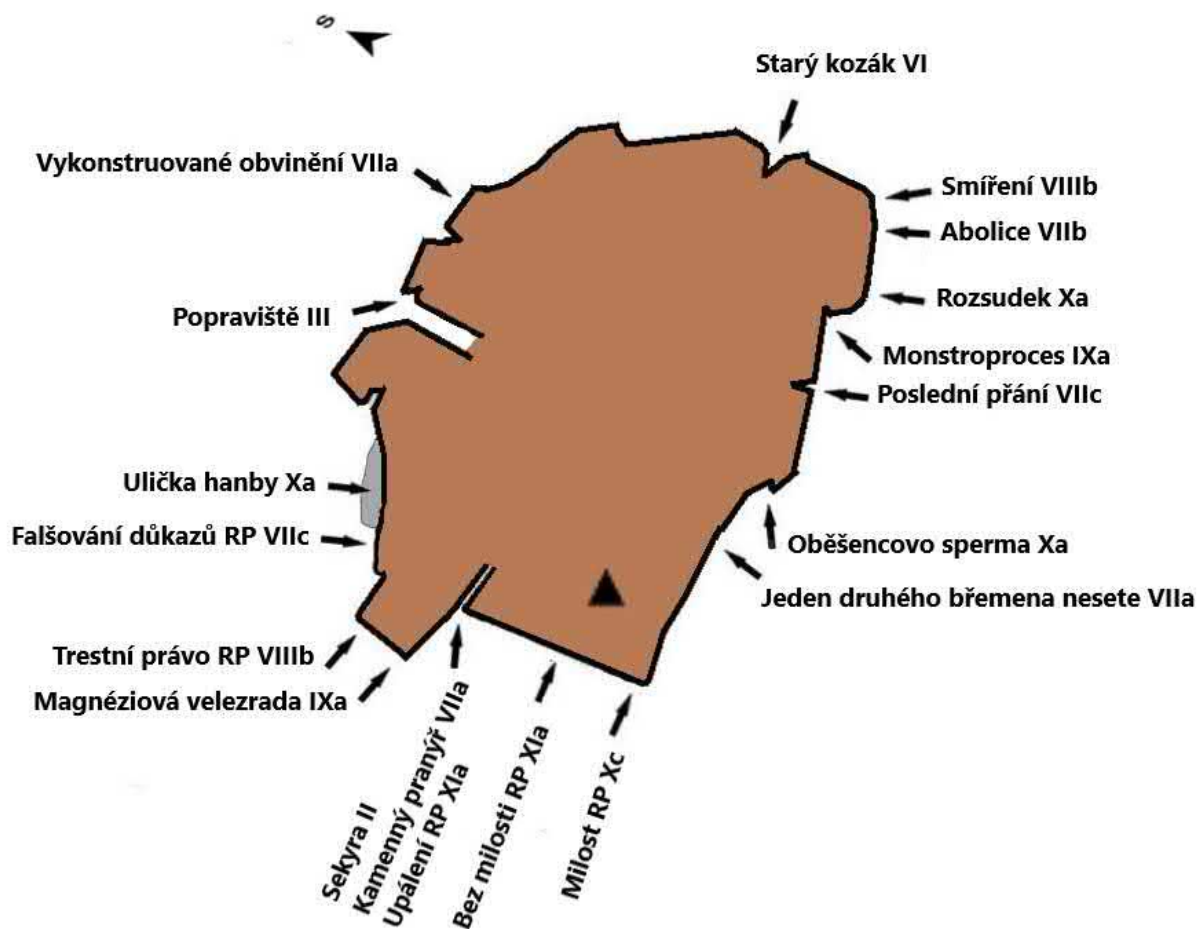 S
Starý kozák VI
Vykonstruované obvinění VIIa
Smíření VIIIb
Abolice VIIb
Popraviště III
Rozsudek Xa
Monstroproces IXa
Poslední přání VIIc
Ulička hanby Xa
Falšování důkazů RP VIIc
Oběšencovo sperma Xa
Jeden druhého břemena nesete VIIa
Trestní právo RP VIIIb
Magnéziová velezrada IXa
Sekyra II
Kamenný pranýř VIIa
Upálení RP XIa
Bez milosti RP XIa
Milost RP Xc